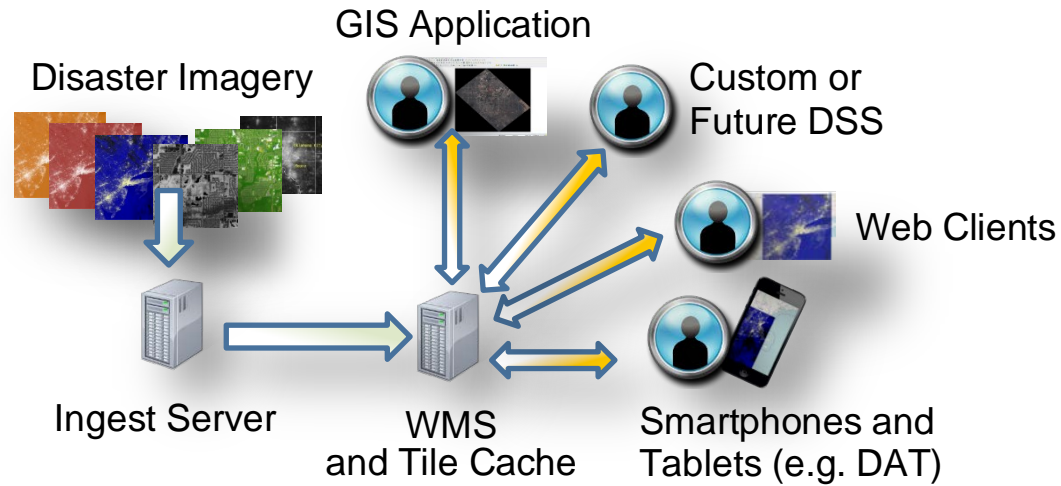 GIS Application
Disaster Imagery
Custom or
Future DSS
Web Clients
Ingest Server
WMS
and Tile Cache
Smartphones and
Tablets (e.g. DAT)